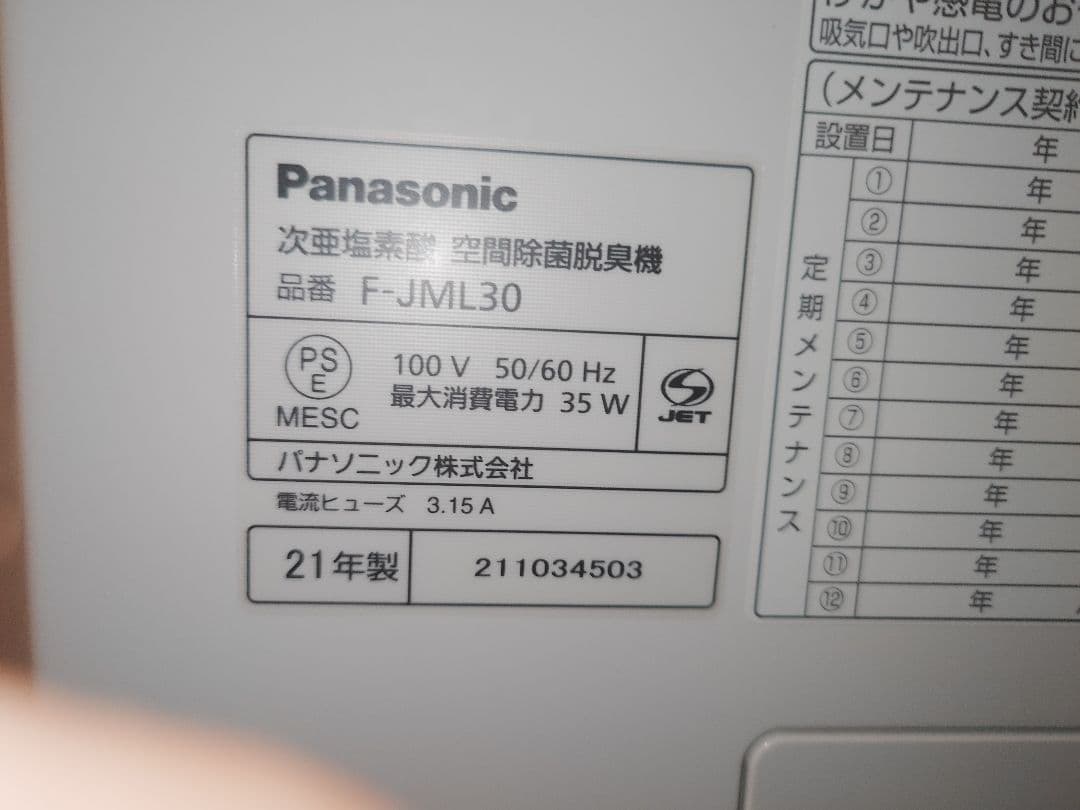 Panasonic
次亜塩素酸 空間除菌脱臭機
品番 F-JML30
PS
E
MESC
100 V 50/60 Hz
最大消費電力 35 W
JET
パナソニック株式会社
電流ヒューズ 3.15 A
21年製 211034503
吸気口や吹出口、すき間に
(メンテナンス契約
設置日 年
定期メンテナンス
① 年
② 年
③ 年
④ 年
⑤ 年
⑥ 年
⑦ 年
⑧ 年
⑨ 年
⑩ 年
⑪ 年
⑫ 年